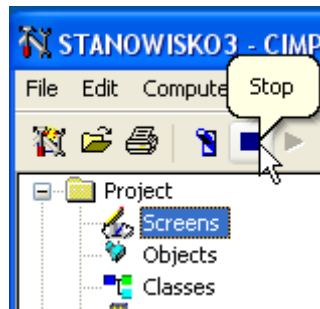 STANOWISKO3 - CIMP
File Edit Compute
Stop
Project
Screens
Objects
Classes